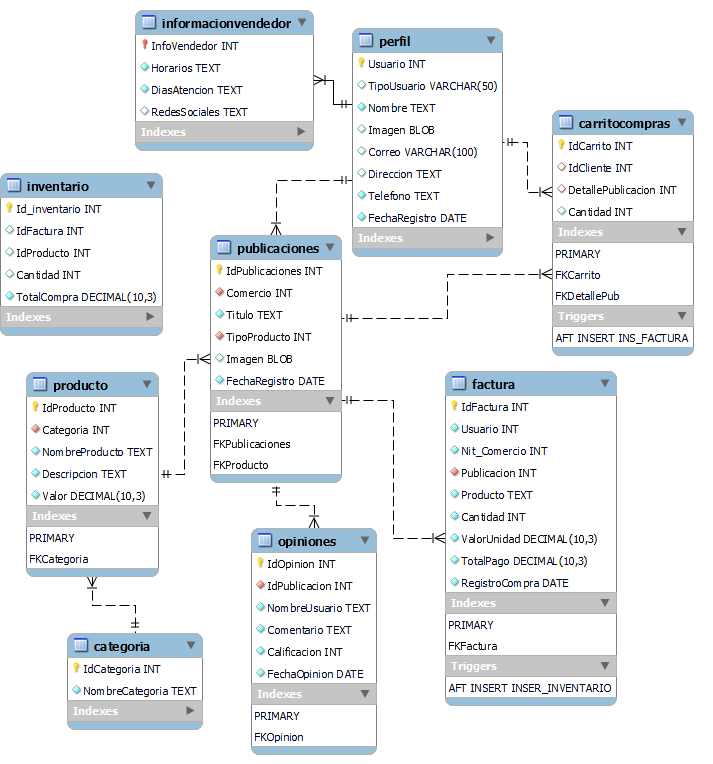 informacionvendedor
InfoVendedor INT
Horarios TEXT
DiasAtencion TEXT
RedesSociales TEXT
Indexes
perfil
Usuario INT
TipoUsuario VARCHAR(50)
Nombre TEXT
Imagen BLOB
Correo VARCHAR(100)
Direccion TEXT
Telefono TEXT
FechaRegistro DATE
Indexes
carritocompras
IdCarrito INT
IdCliente INT
DetallePublicacion INT
Cantidad INT
Indexes
PRIMARY
FKCarrito
FKDetallePub
Triggers
AFT INSERT INS_FACTURA
inventario
Id_inventario INT
IdFactura INT
IdProducto INT
Cantidad INT
TotalCompra DECIMAL(10,3)
Indexes
publicaciones
IdPublicaciones INT
Comercio INT
Titulo TEXT
TipoProducto INT
Imagen BLOB
FechaRegistro DATE
Indexes
PRIMARY
FKPublicaciones
FKProducto
producto
IdProducto INT
Categoria INT
NombreProducto TEXT
Descripcion TEXT
Valor DECIMAL(10,3)
Indexes
PRIMARY
FKCategoria
factura
IdFactura INT
Usuario INT
Nit_Comercio INT
Publicacion INT
Producto TEXT
Cantidad INT
ValorUnidad DECIMAL(10,3)
TotalPago DECIMAL(10,3)
RegistroCompra DATE
Indexes
PRIMARY
FKFactura
Triggers
AFT INSERT INSER_INVENTARIO
opiniones
IdOpinion INT
IdPublicacion INT
NombreUsuario TEXT
Comentario TEXT
Calificacion INT
FechaOpinion DATE
Indexes
PRIMARY
FKOpinion
categoria
IdCategoria INT
NombreCategoria TEXT
Indexes